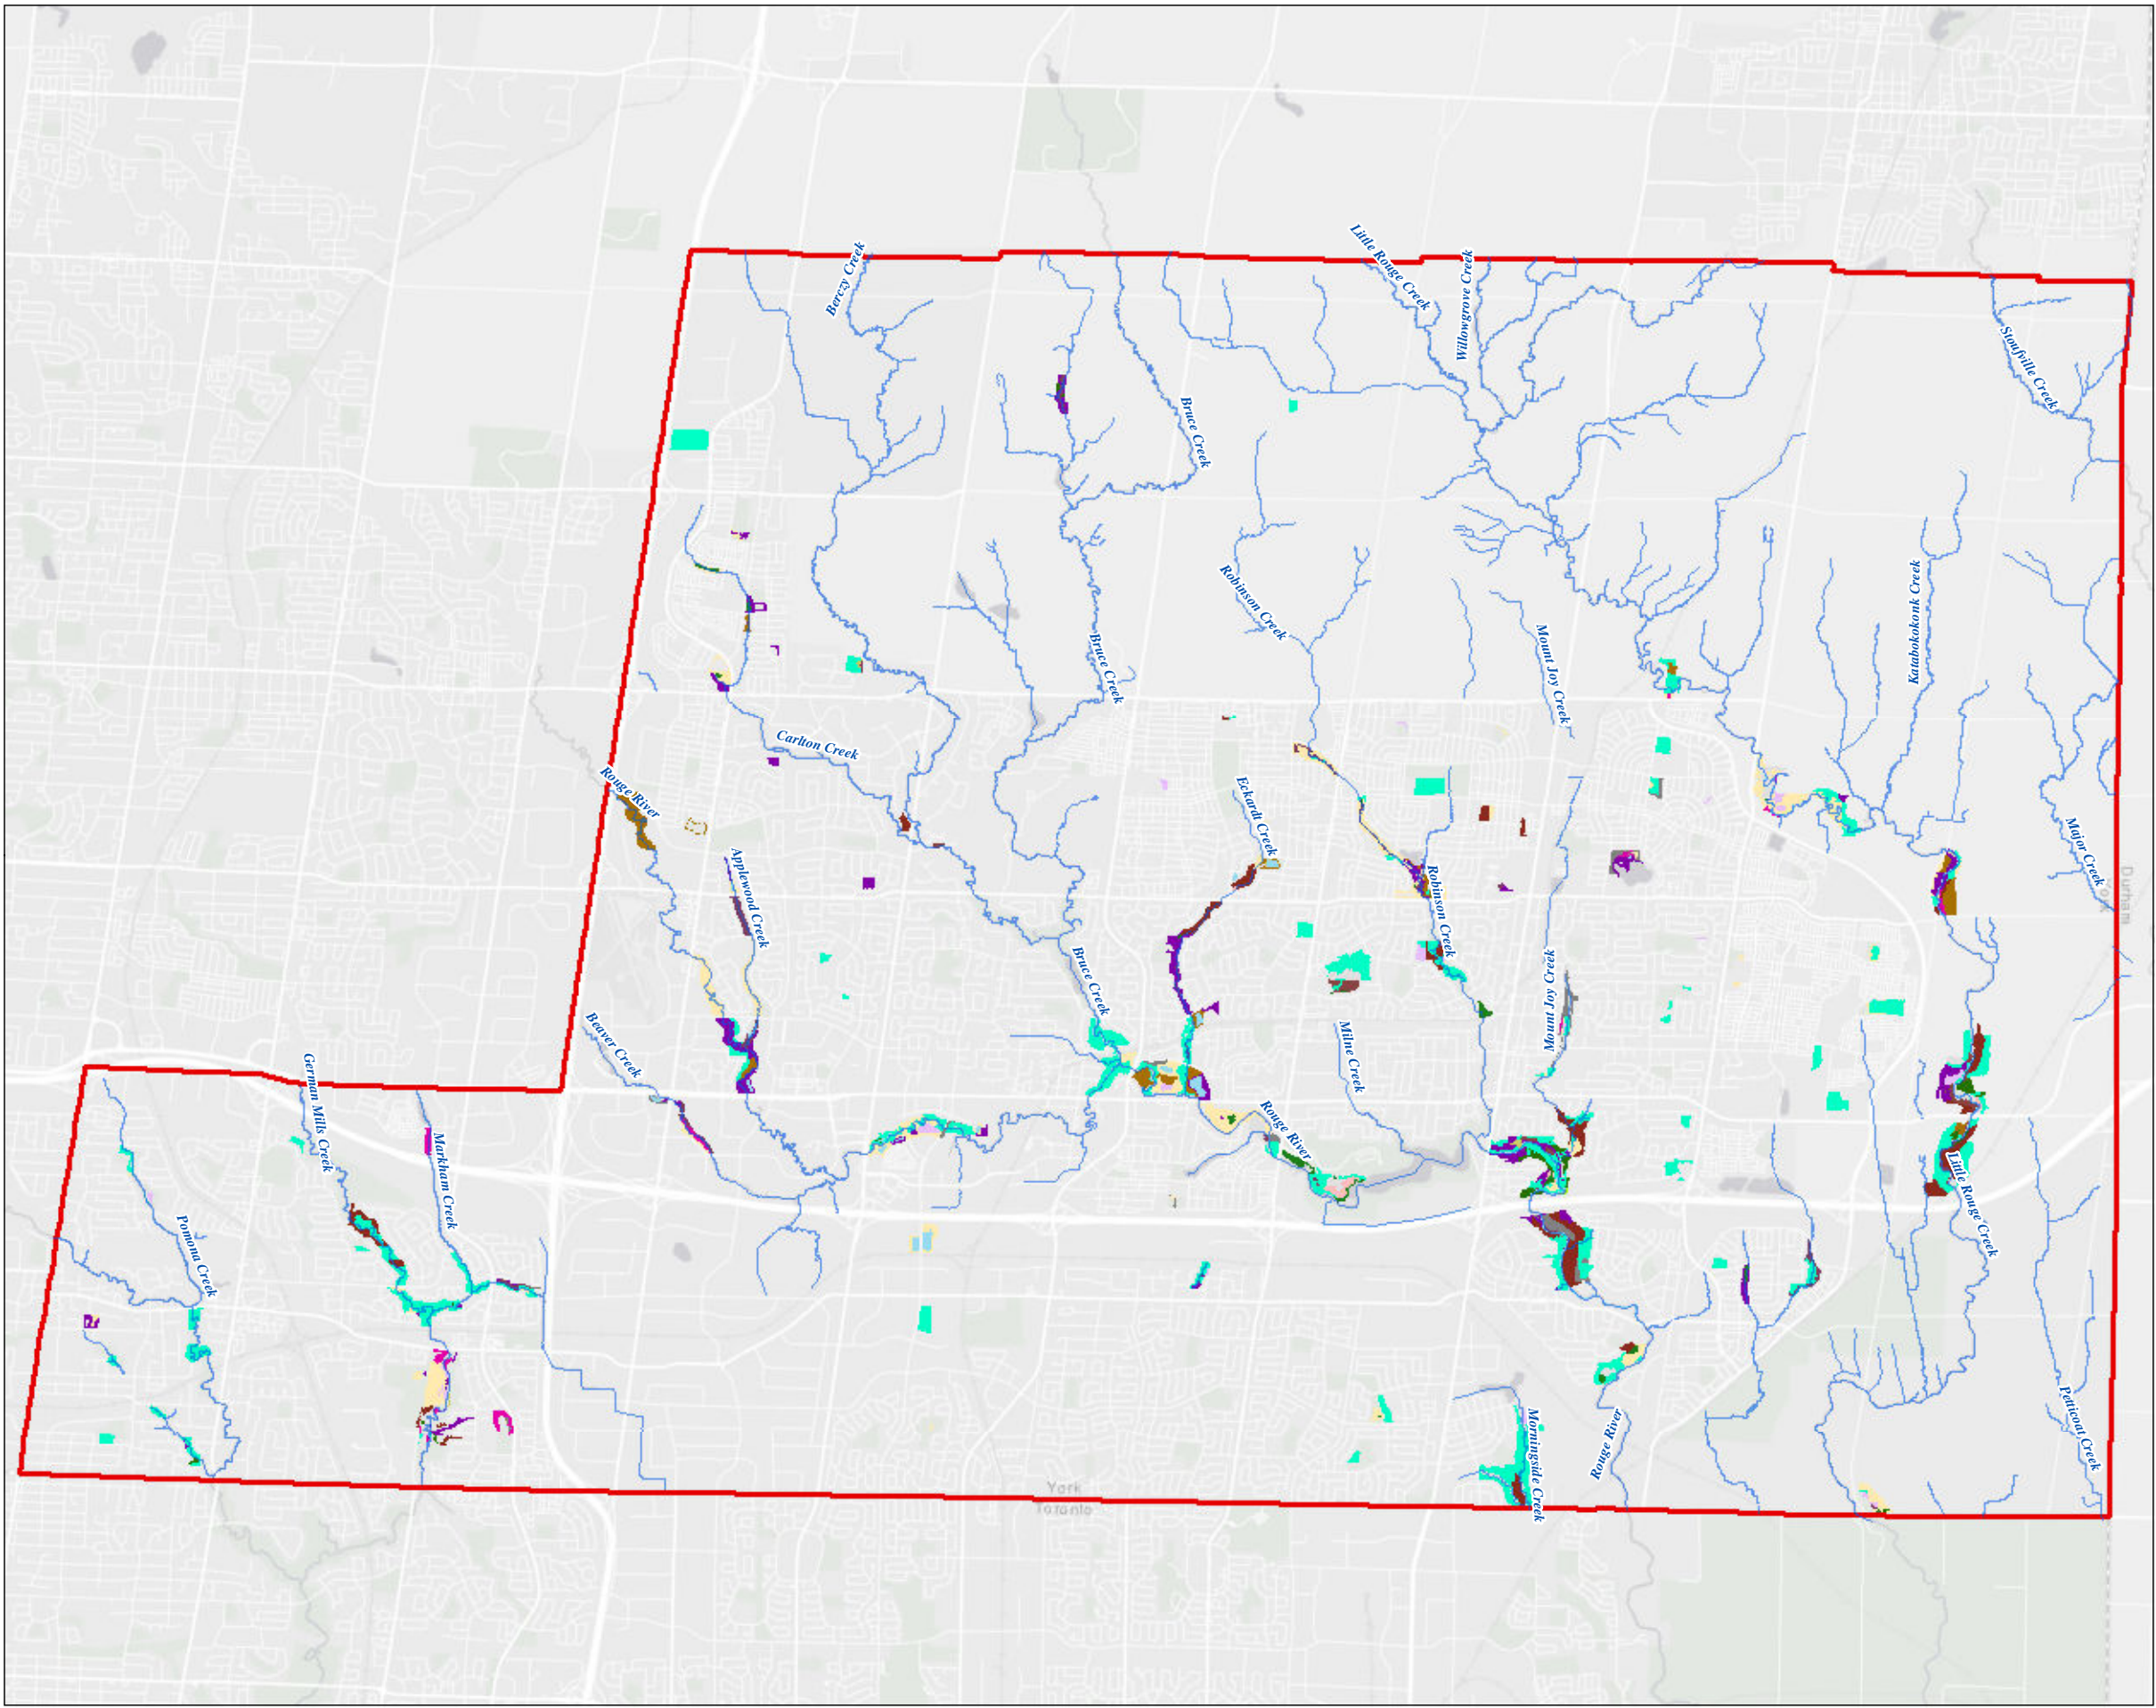 Berczy Creek
Little Rouge Creek
Willowgrove Creek
Stoufville Creek
Bruce Creek
Robinson Creek
Katabokokonk Creek
Bruce Creek
Mount Joy Creek
Carlton Creek
Rouge River
Eckardt Creek
Major Creek
Applewood Creek
Robinson Creek
Durham
York
Bruce Creek
Mount Joy Creek
Beaver Creek
Milne Creek
German Mills Creek
Rouge River
Markham Creek
Little Rouge Creek
Pomona Creek
Petticoat Creek
Morningside Creek
Rouge River
York
Toronto